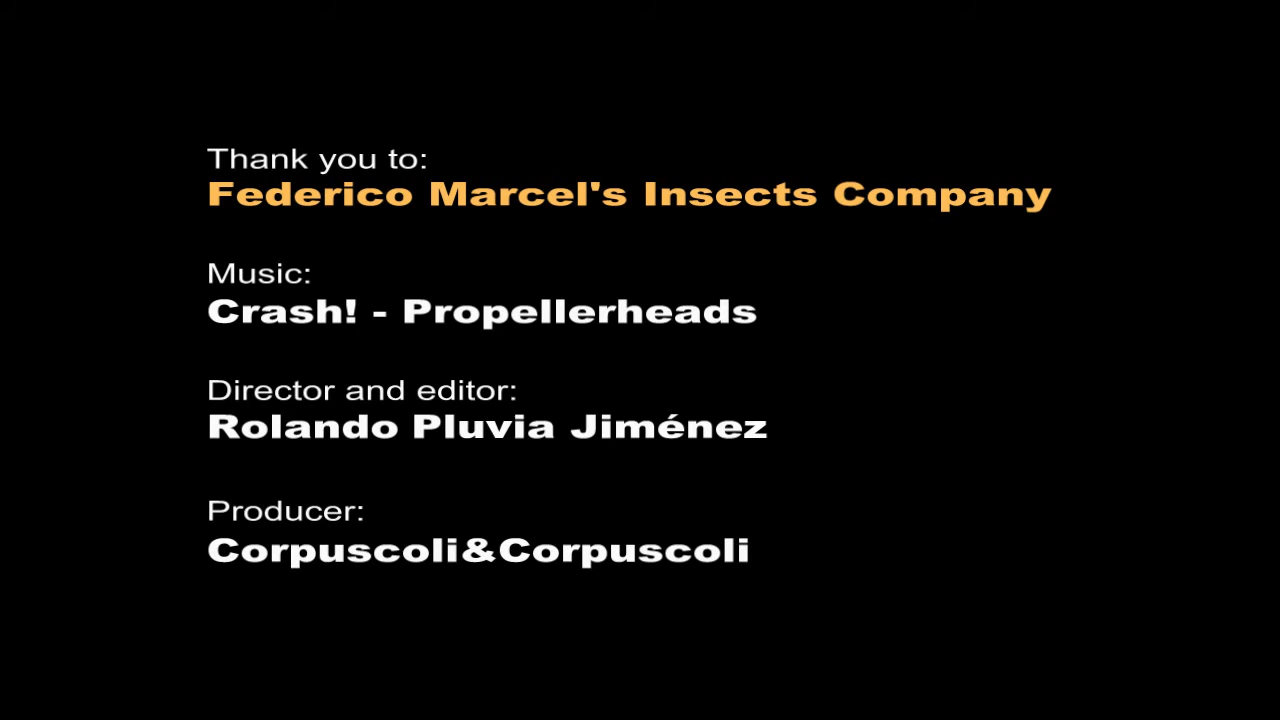 Thank you to:
Federico Marcel's Insects Company
Music:
Crash! - Propellerheads
Director and editor:
Rolando Pluvia Jiménez
Producer:
Corpuscoli&Corpuscoli